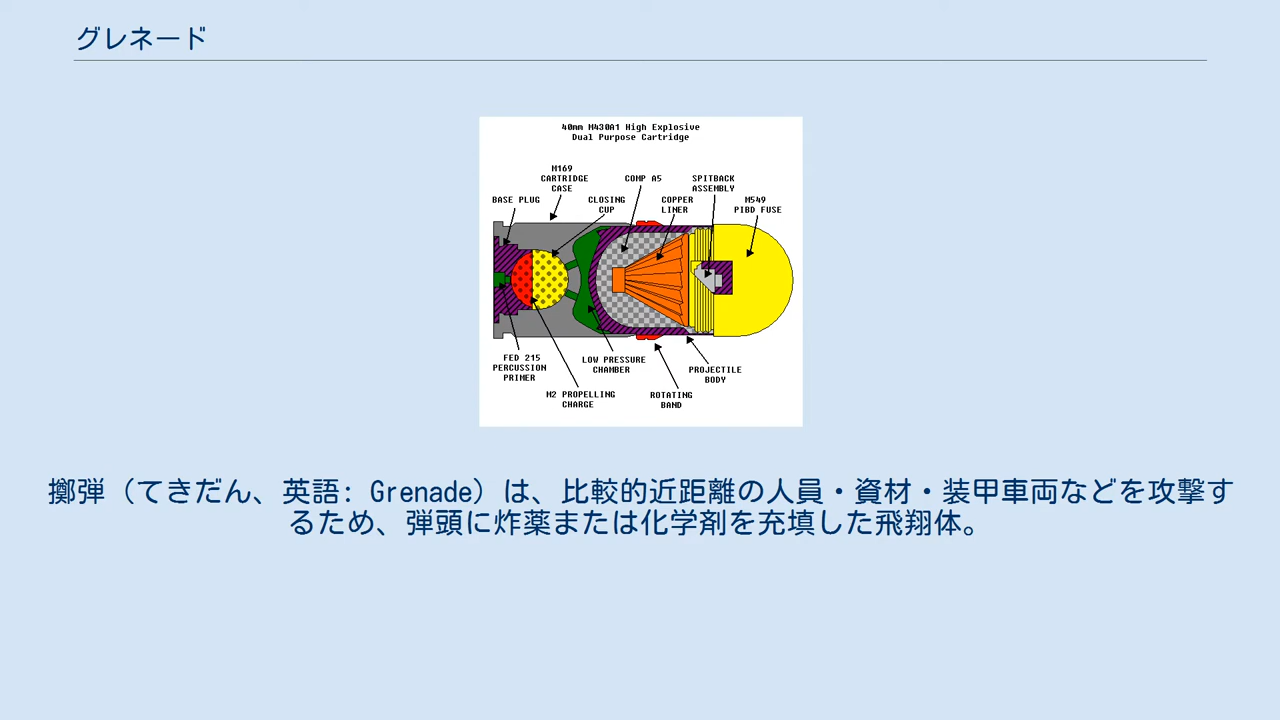 グレネード
40mm M430A1 High Explosive
Dual Purpose Cartridge
M169
CARTRIDGE
CASE
COMP A5
SPITBACK
ASSEMBLY
BASE PLUG
CLOSING
CUP
COPPER
LINER
M549
PIBD FUSE
FED 215
PERCUSSION
PRIMER
LOW PRESSURE
CHAMBER
PROJECTILE
BODY
M2 PROPELLING
CHARGE
ROTATING
BAND
擲弾（てきだん、英語: Grenade）は、比較的近距離の人員・資材・装甲車両などを攻撃す
るため、弾頭に炸薬または化学剤を充填した飛翔体。